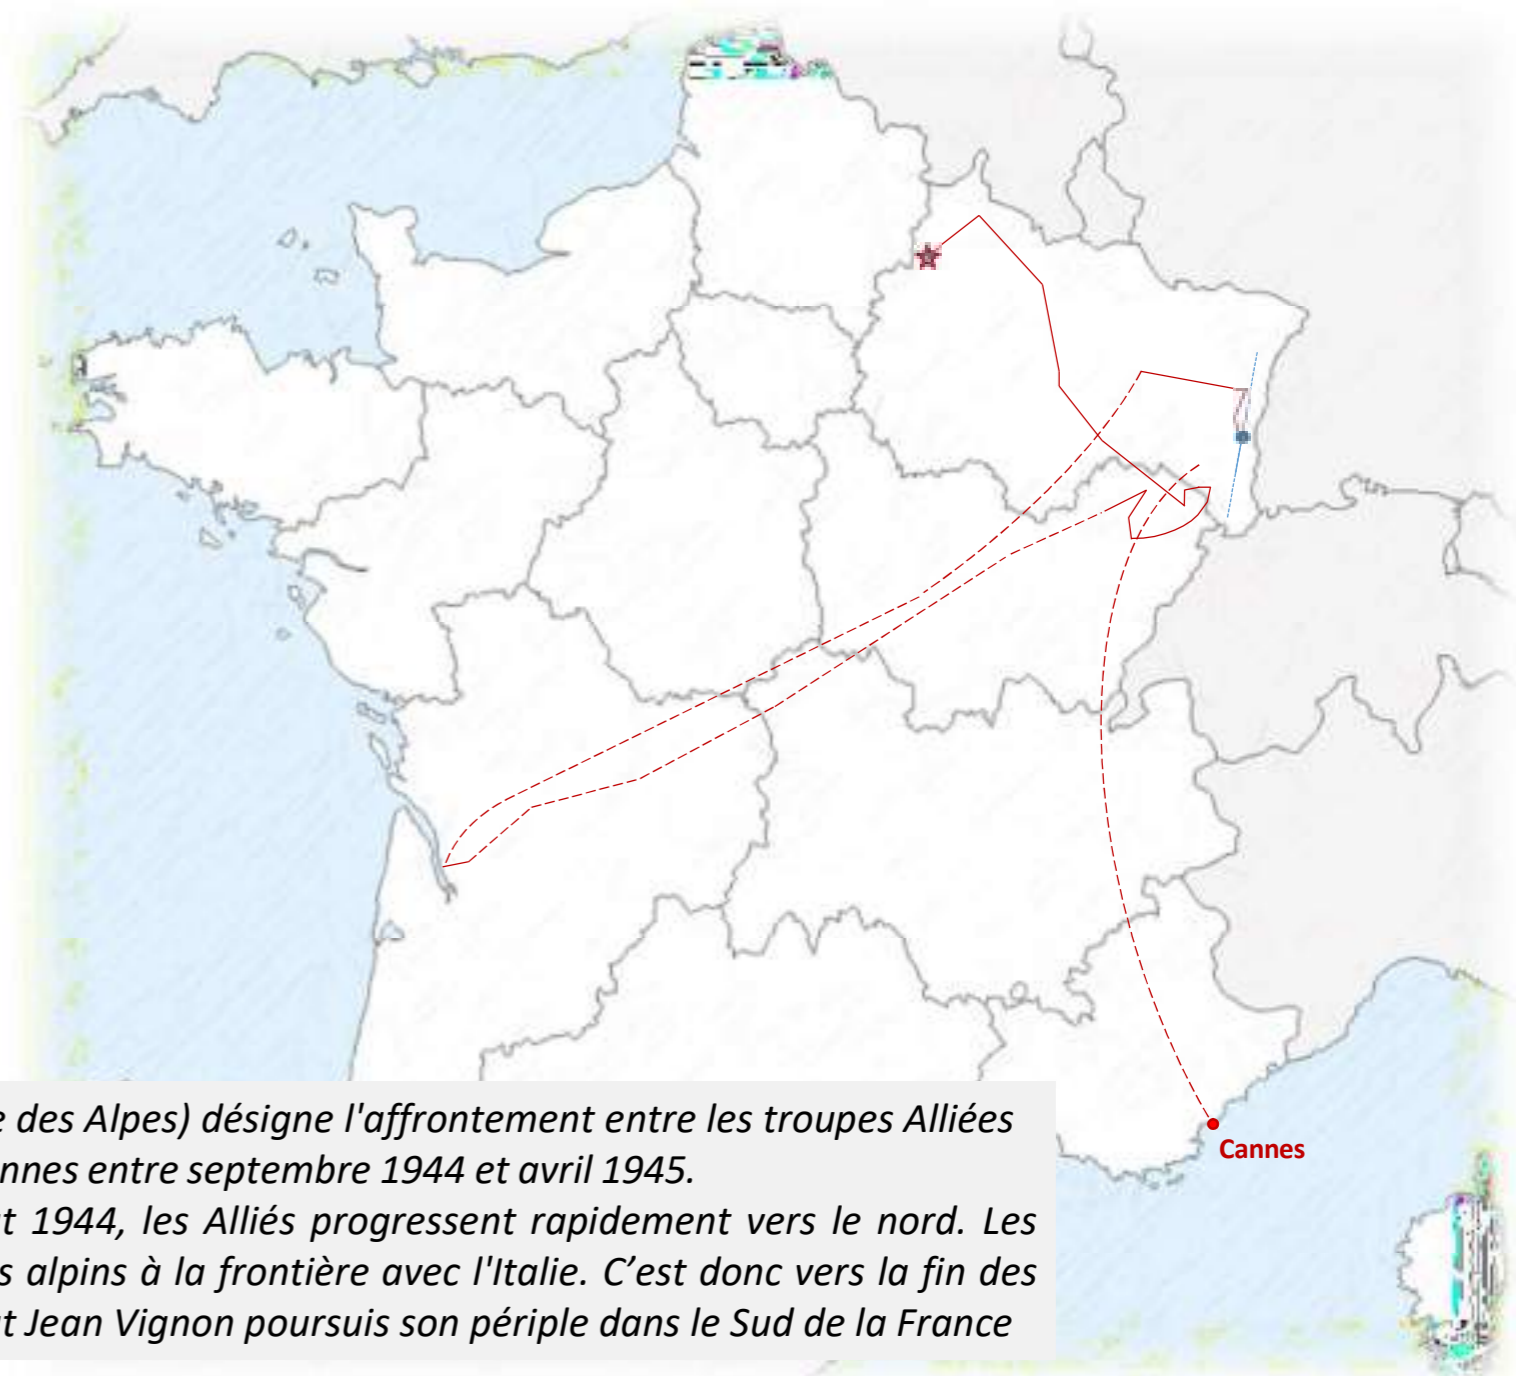 Cannes
des Alpes) désigne l'affrontement entre les troupes Alliées
entre septembre 1944 et avril 1945.
1944, les Alliés progressent rapidement vers le nord. Les
alpins à la frontière avec l'Italie. C’est donc vers la fin des
Jean Vignon poursuis son périple dans le Sud de la France